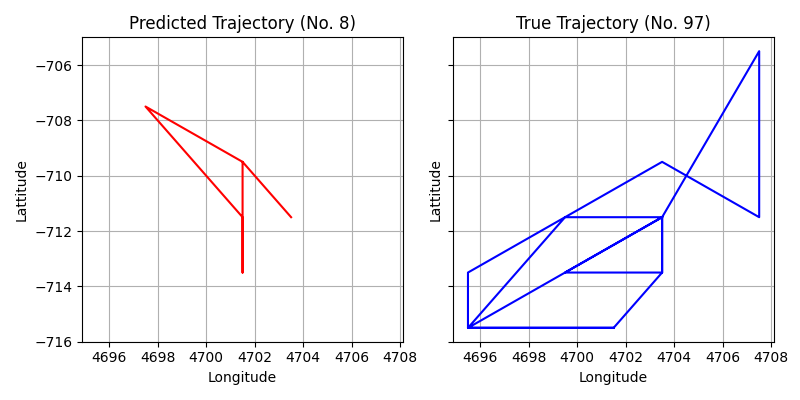 Predicted Trajectory (No. 8)
True Trajectory (No. 97)
Lattitude
−706
−708
−710
−712
−714
−716
4696 4698 4700 4702 4704 4706 4708
Longitude
Lattitude
4696 4698 4700 4702 4704 4706 4708
Longitude